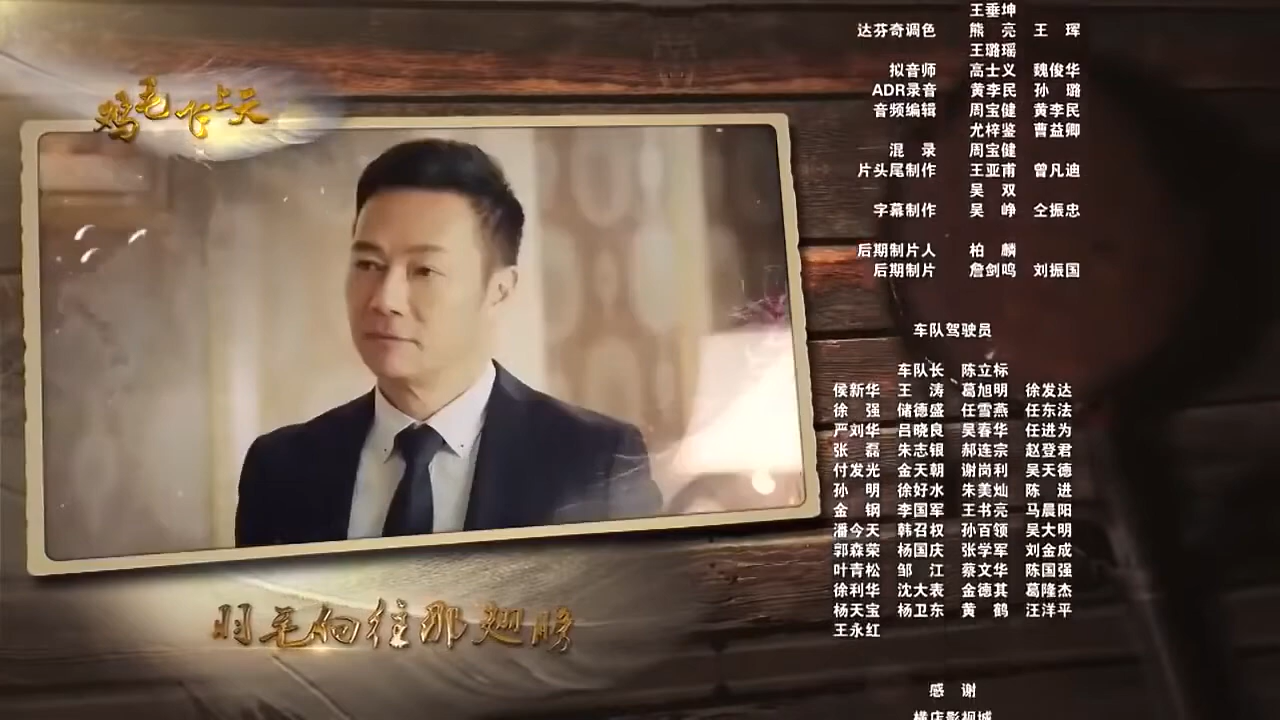 鸡毛飞上天
羽毛向往那翅膀
王垂坤
达芬奇调色 熊亮 王珲
王璐瑶
拟音师 高士义 魏俊华
ADR录音 黄李民 孙璐
音频编辑 周宝健 黄李民
尤梓鉴 曹益卿
混录 周宝健
片头尾制作 王亚甫 曾凡迪
吴双
字幕制作 吴峥 仝振忠
后期制片人 柏麟
后期制片 詹剑鸣 刘振国
车队驾驶员
车队长 陈立标
侯新华 王涛 葛旭明 徐发达
徐强 储德盛 任雪燕 任东法
严刘华 吕晓良 吴春华 任进为
张磊 朱志银 郝连宗 赵登君
付发光 金天朝 谢岗利 吴天德
孙明 徐好水 朱美灿 陈进
金钢 李国军 王书亮 马晨阳
潘今天 韩召权 孙百领 吴大明
郭森荣 杨国庆 张学军 刘金成
叶青松 邹江 蔡文华 陈国强
徐利华 沈大表 金德其 葛隆杰
杨天宝 杨卫东 黄鹤 汪洋平
王永红
感谢
横店影视城